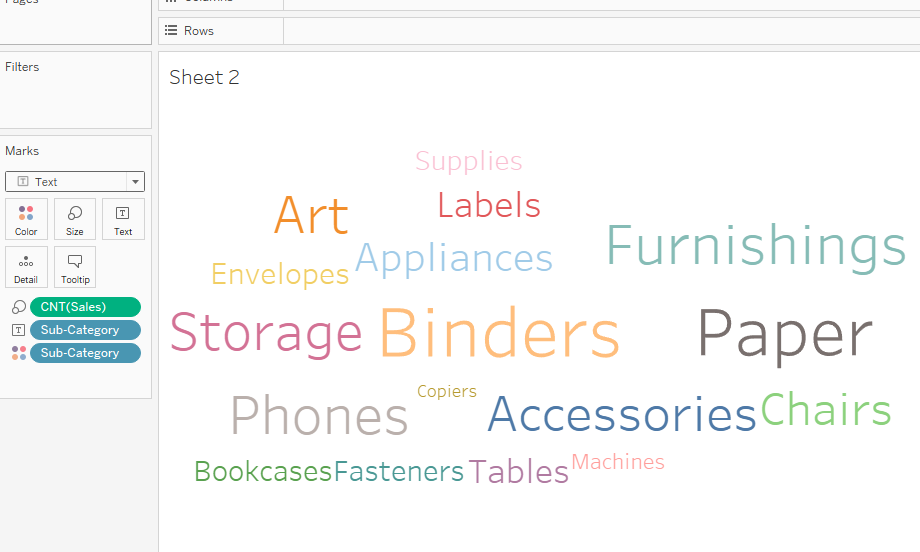 Pages
Columns
Rows
Filters
Sheet 2
Marks
Text
Color
Size
Text
Detail
Tooltip
CNT(Sales)
Sub-Category
Sub-Category
Supplies
Art
Labels
Furnishings
Appliances
Envelopes
Storage
Binders
Paper
Copiers
Phones
Accessories
Chairs
Bookcases
Fasteners
Tables
Machines